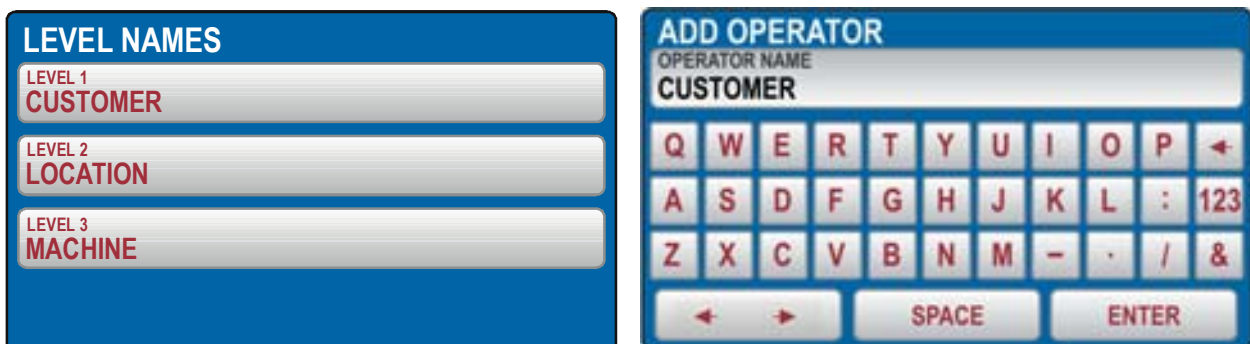 LEVEL NAMES
LEVEL 1
CUSTOMER
LEVEL 2
LOCATION
LEVEL 3
MACHINE
ADD OPERATOR
OPERATOR NAME
CUSTOMER
Q W E R T Y U I O P
A S D F G H J K L : 123
Z X C V B N M - . / &
SPACE ENTER